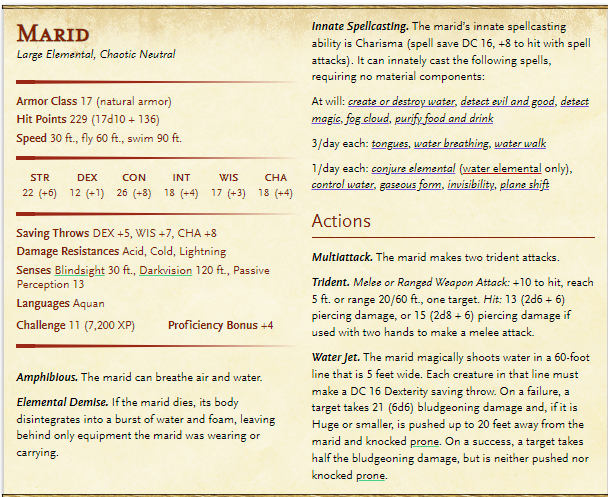 Marid
Large Elemental, Chaotic Neutral
Armor Class 17 (natural armor)
Hit Points 229 (17d10 + 136)
Speed 30 ft., fly 60 ft., swim 90 ft.
STR DEX CON INT WIS CHA
22 (+6) 12 (+1) 26 (+8) 18 (+4) 17 (+3) 18 (+4)
Saving Throws DEX +5, WIS +7, CHA +8
Damage Resistances Acid, Cold, Lightning
Senses Blindsight 30 ft., Darkvision 120 ft., Passive
Perception 13
Languages Aquan
Challenge 11 (7,200 XP) Proficiency Bonus +4
Amphibious. The marid can breathe air and water.
Elemental Demise. If the marid dies, its body
disintegrates into a burst of water and foam, leaving
behind only equipment the marid was wearing or
carrying.
Innate Spellcasting. The marid's innate spellcasting
ability is Charisma (spell save DC 16, +8 to hit with spell
attacks). It can innately cast the following spells,
requiring no material components:
At will: create or destroy water, detect evil and good, detect
magic, fog cloud, purify food and drink
3/day each: tongues, water breathing, water walk
1/day each: conjure elemental (water elemental only),
control water, gaseous form, invisibility, plane shift
Actions
Multiattack. The marid makes two trident attacks.
Trident. Melee or Ranged Weapon Attack: +10 to hit, reach
5 ft. or range 20/60 ft., one target. Hit: 13 (2d6 + 6)
piercing damage, or 15 (2d8 + 6) piercing damage if
used with two hands to make a melee attack.
Water Jet. The marid magically shoots water in a 60-foot
line that is 5 feet wide. Each creature in that line must
make a DC 16 Dexterity saving throw. On a failure, a
target takes 21 (6d6) bludgeoning damage and, if it is
Huge or smaller, is pushed up to 20 feet away from the
marid and knocked prone. On a success, a target takes
half the bludgeoning damage, but is neither pushed nor
knocked prone.